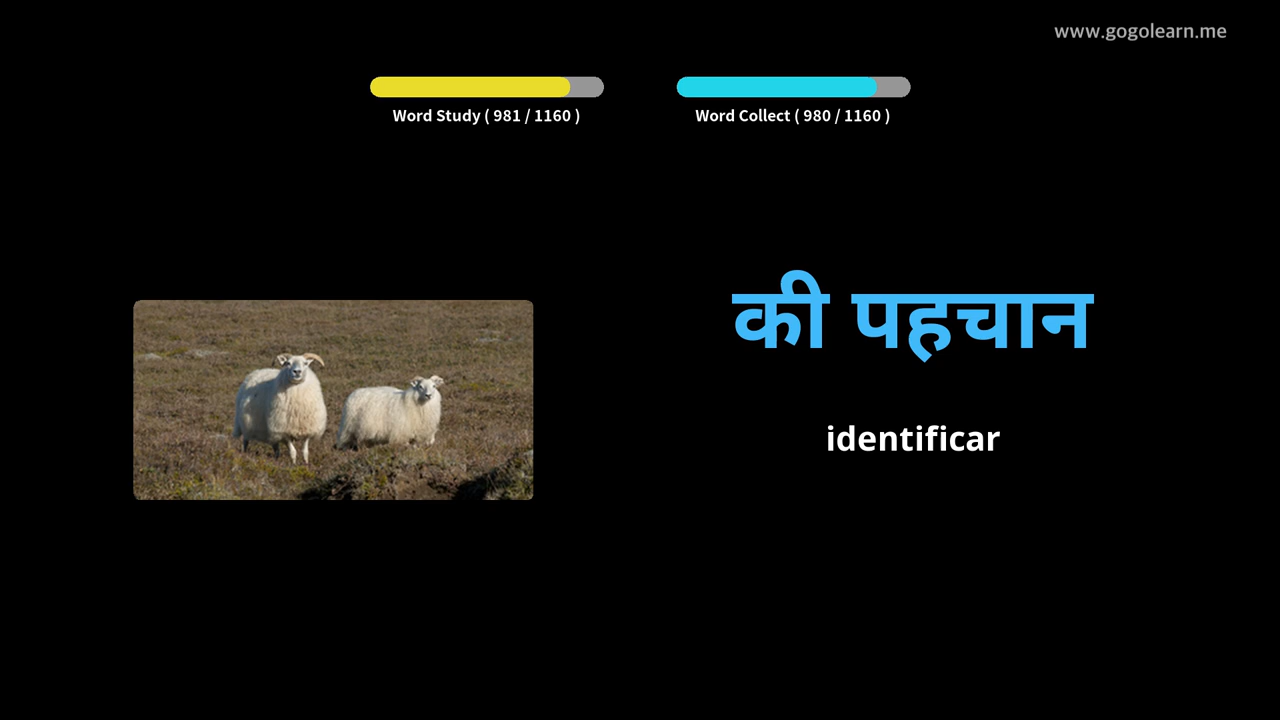 www.gogolearn.me
Word Study ( 981 / 1160 )
Word Collect ( 980 / 1160 )
की पहचान
identificar